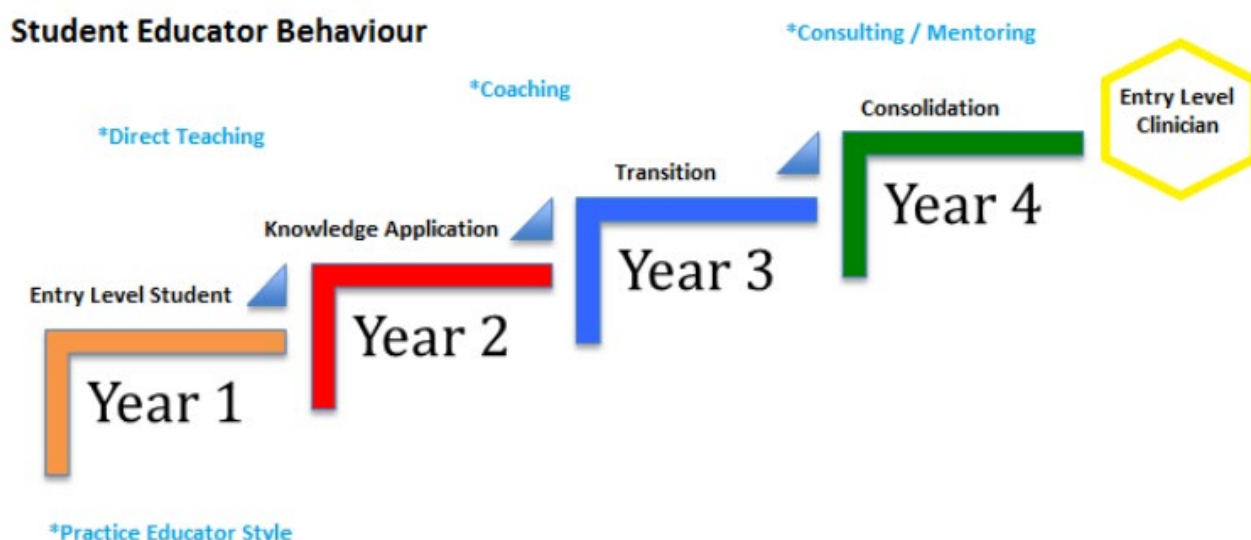 Student Educator Behaviour
*Consulting / Mentoring
*Coaching
*Direct Teaching
Entry Level
Clinician
Consolidation
Transition
Knowledge Application
Entry Level Student
Year 4
Year 3
Year 2
Year 1
*Practice Educator Style